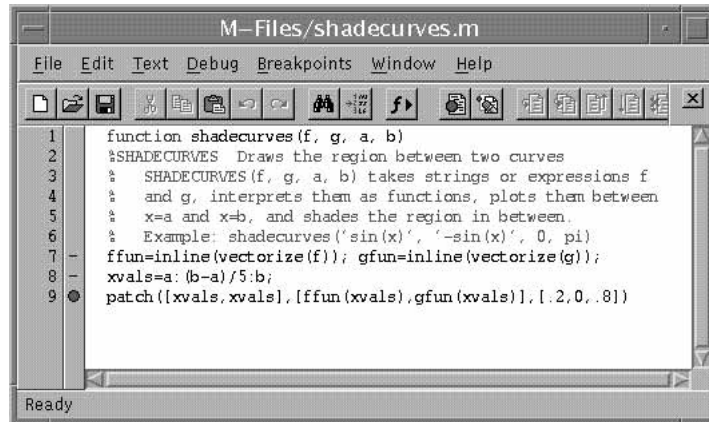 M-Files/shadecurves.m
File Edit Text Debug Breakpoints Window Help
1 function shadecurves(f, g, a, b)
2 %SHADECURVES Draws the region between two curves
3 % SHADECURVES(f, g, a, b) takes strings or expressions f
4 % and g, interprets them as functions, plots them between
5 % x=a and x=b, and shades the region in between.
6 % Example: shadecurves('sin(x)', '-sin(x)', 0, pi)
7 - ffun=inline(vectorize(f)); gfun=inline(vectorize(g));
8 - xvals=a:(b-a)/5:b;
9 patch([xvals,xvals],[ffun(xvals),gfun(xvals)],[.2,0,.8])
Ready